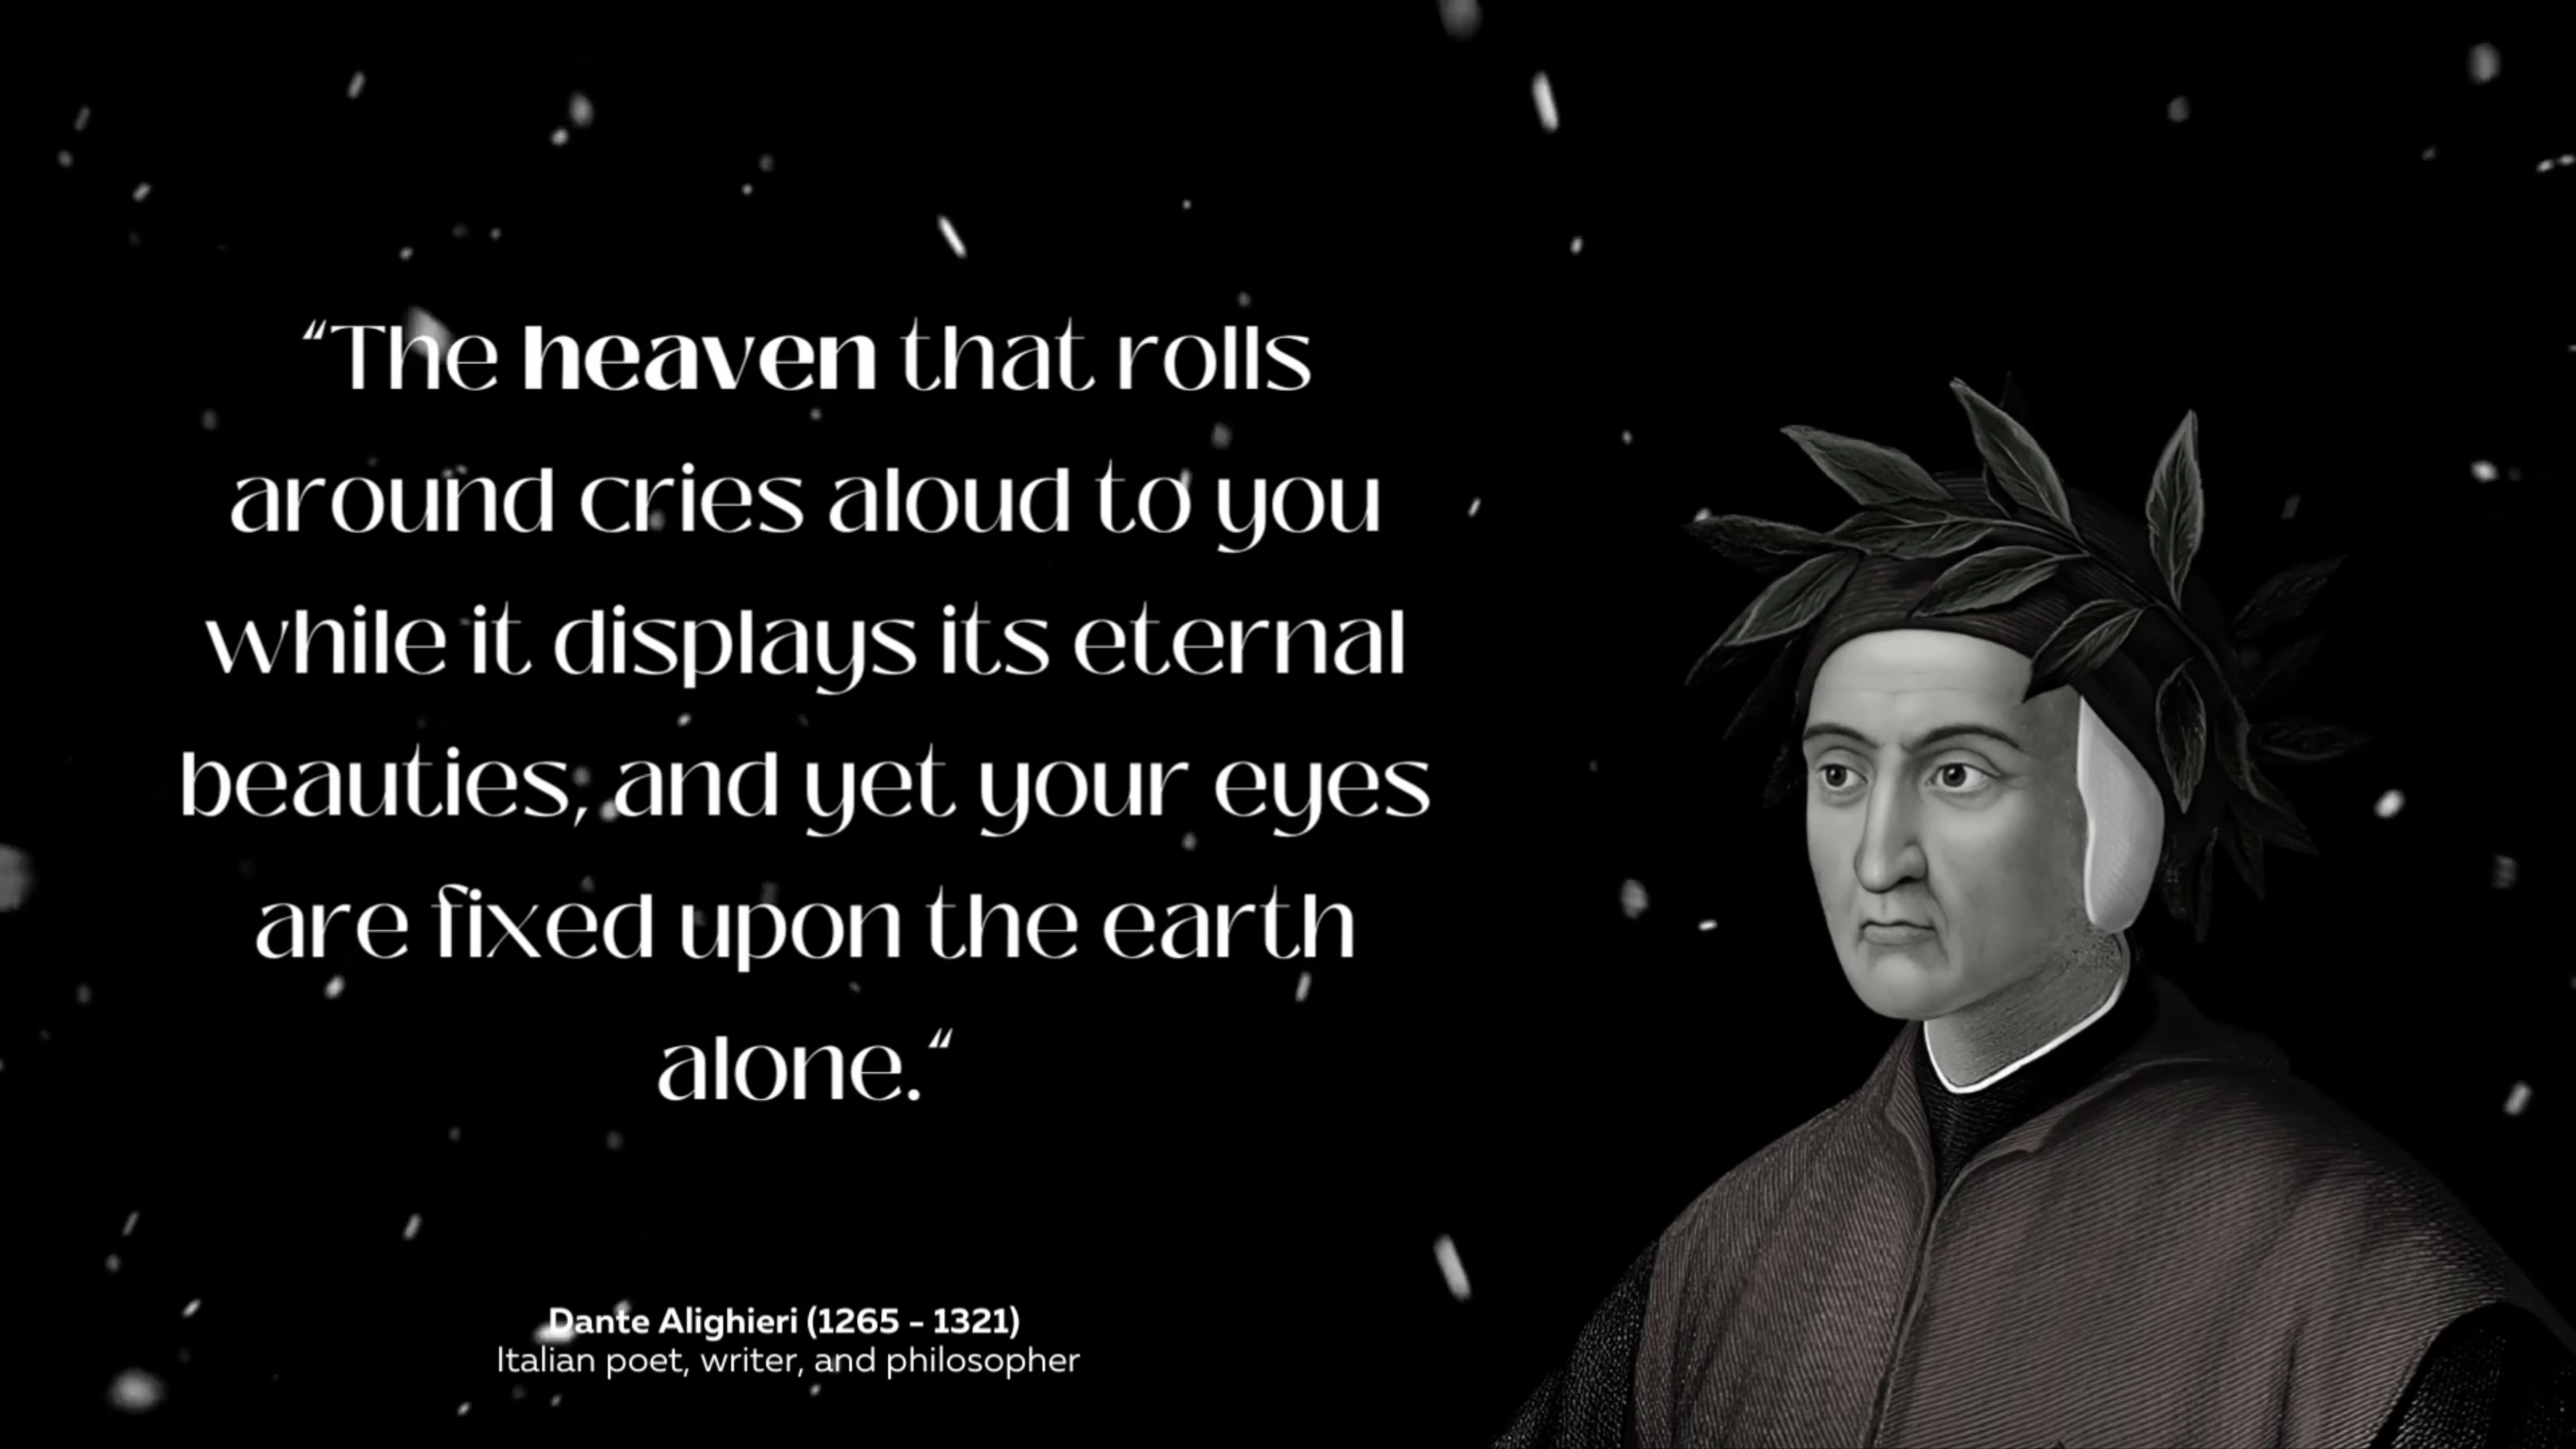 “The heaven that rolls
around cries aloud to you
while it displays its eternal
beauties, and yet your eyes
are fixed upon the earth
alone.“
Dante Alighieri (1265 - 1321)
Italian poet, writer, and philosopher